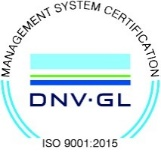 MANAGEMENT SYSTEM CERTIFICATION
DNV·GL
ISO 9001:2015